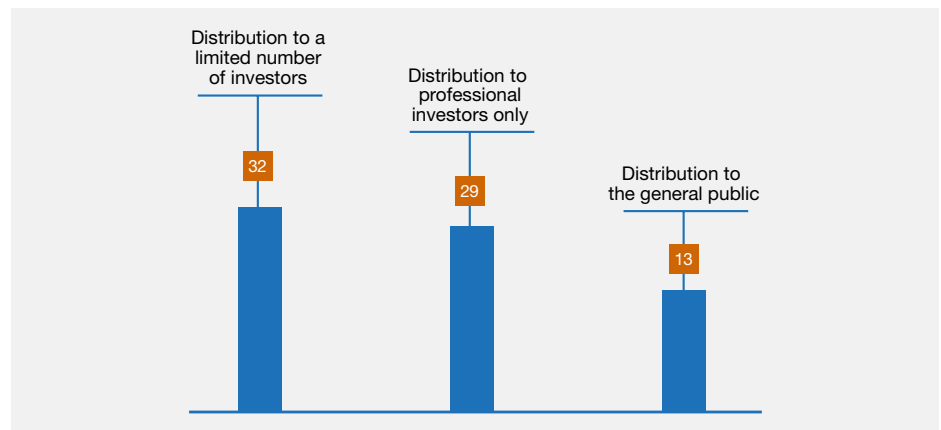 Distribution to a
limited number
of investors
32
Distribution to
professional
investors only
29
Distribution to
the general public
13